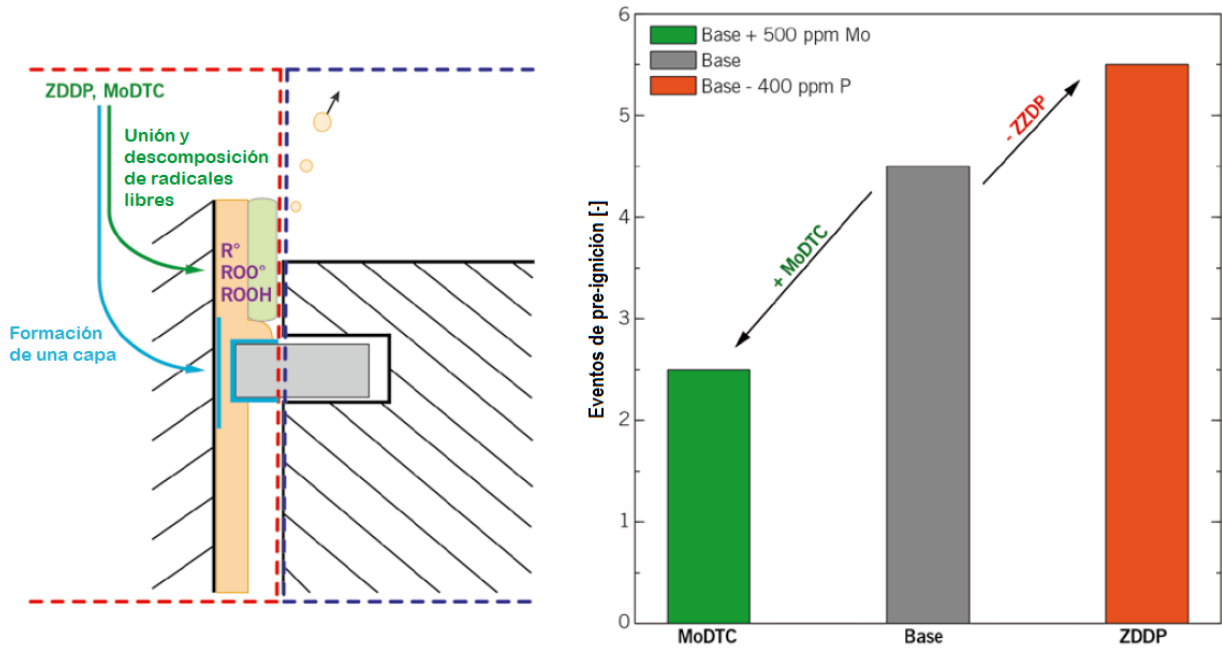 ZDDP, MoDTC
Unión y
descomposición
de radicales
libres
R°
ROO°
ROOH
Formación
de una capa
Eventos de pre-ignición [-]
6
5
4
3
2
1
0
Base + 500 ppm Mo
Base
Base - 400 ppm P
+ MoDTC
- ZZDP
MoDTC
Base
ZDDP